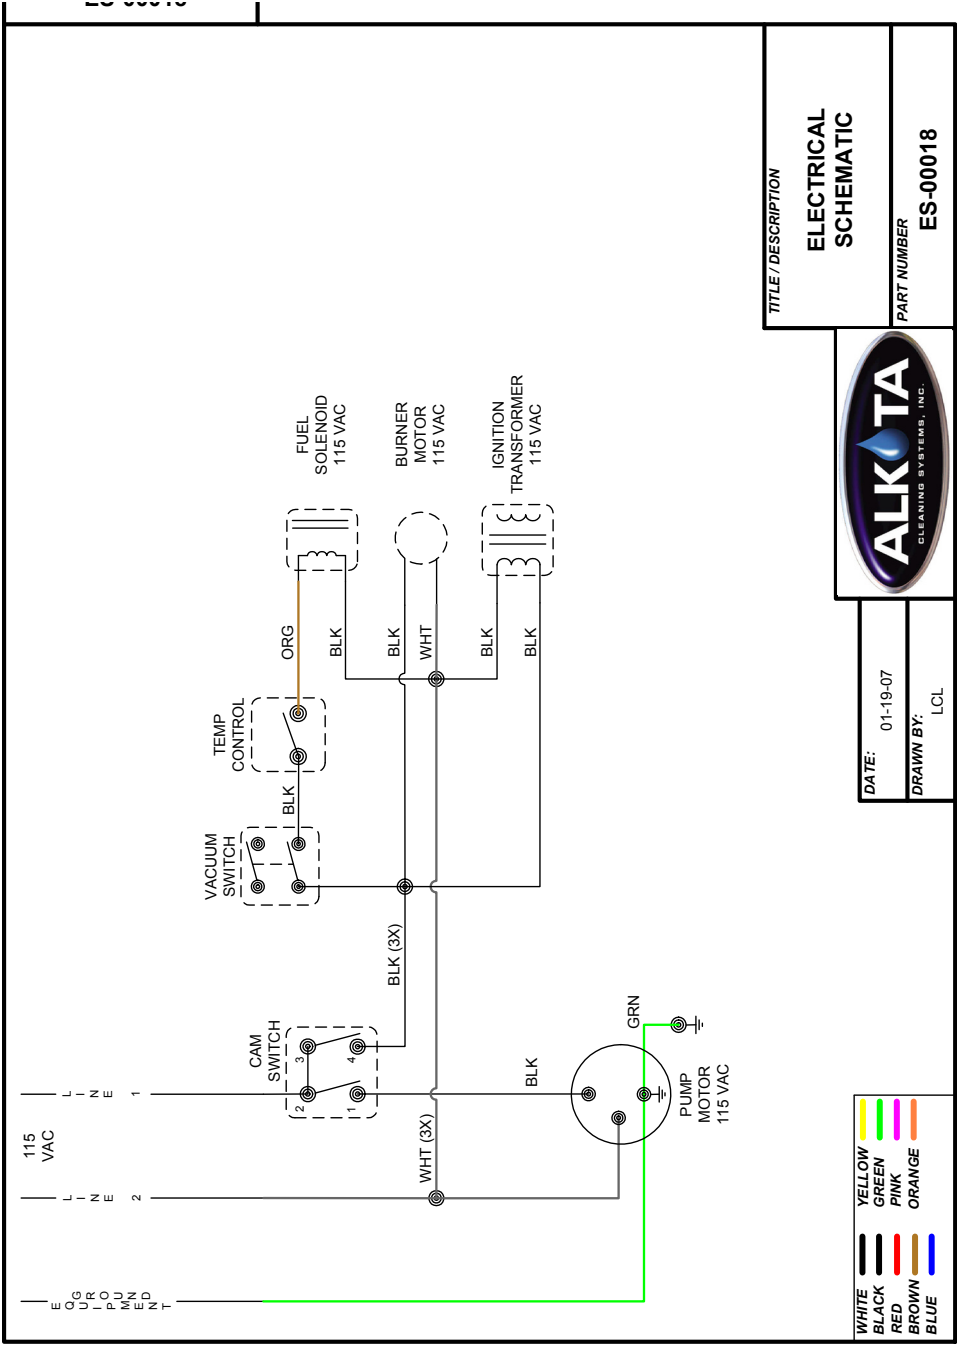 115
VAC
LINE 1
LINE 2
EQUIPMENT
GROUND
CAM
SWITCH
2
3
1
4
VACUUM
SWITCH
TEMP
CONTROL
BLK
ORG
BLK
BLK
WHT
BLK
BLK
FUEL
SOLENOID
115 VAC
BURNER
MOTOR
115 VAC
IGNITION
TRANSFORMER
115 VAC
BLK (3X)
WHT (3X)
BLK
GRN
PUMP
MOTOR
115 VAC
WHITE
BLACK
RED
BROWN
BLUE
YELLOW
GREEN
PINK
ORANGE
DATE:
01-19-07
DRAWN BY:
LCL
ALKOTA
CLEANING SYSTEMS, INC.
TITLE / DESCRIPTION
ELECTRICAL
SCHEMATIC
PART NUMBER
ES-00018